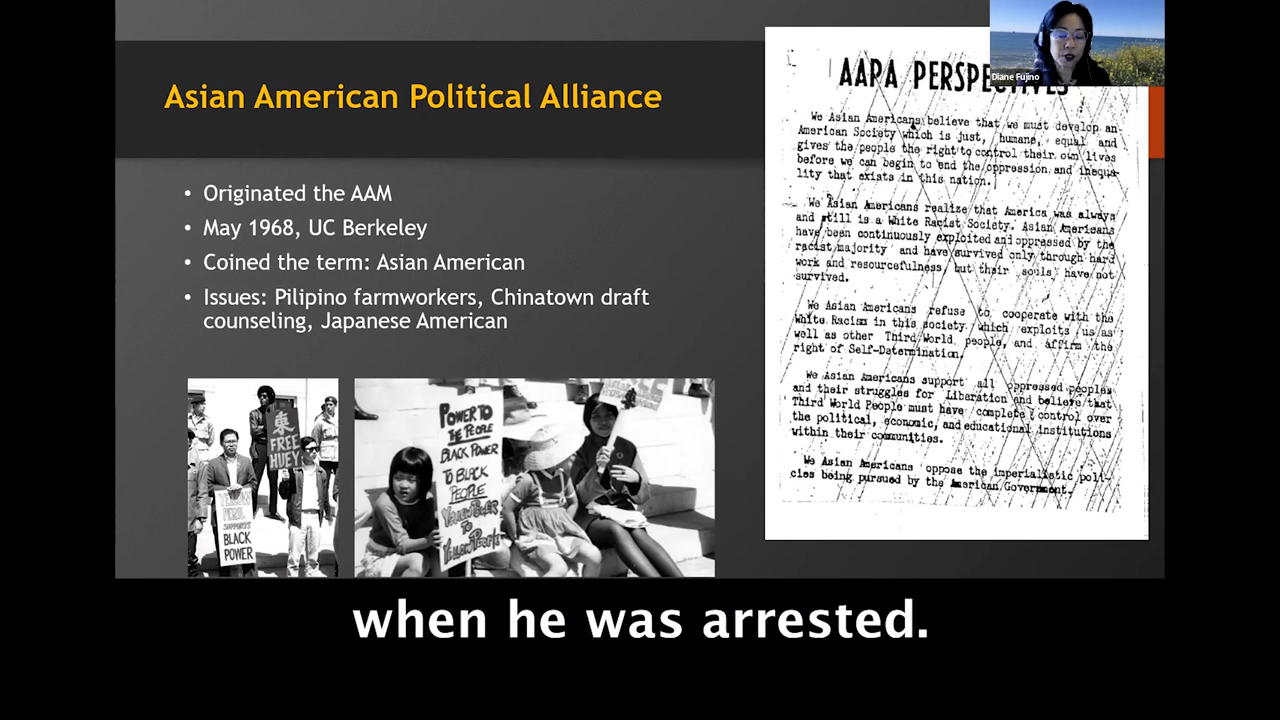 Asian American Political Alliance
• Originated the AAM
• May 1968, UC Berkeley
• Coined the term: Asian American
• Issues: Pilipino farmworkers, Chinatown draft
counseling, Japanese American
東
FREE
HUEY
PERIL
SUPPORTS
BLACK
POWER
POWER TO
THE PEOPLE
BLACK POWER
TO BLACK
PEOPLE
YELLOW POWER
TO
YELLOW PEOPLE
AAPA PERSPECTIVES
We Asian Americans believe that we must develop an
American Society which is just, humane, equal and
gives the people the right to control their own lives
before we can begin to end the oppression and inequa-
lity that exists in this nation.
We Asian Americans realize that America was always
and still is a White Racist Society. Asian Americans
have been continuously exploited and oppressed by the
racist majority and have survived only through hard
work and resourcefulness but their souls have not
survived.
We Asian Americans refuse to cooperate with the
White Racism in this society which exploits us as
well as other Third World people, and affirm the
right of Self-Determination.
We Asian Americans support all oppressed peoples
and their struggles for Liberation and believe that
Third World People must have complete control over
the political, economic, and educational institutions
within their communities.
We Asian Americans oppose the imperialistic poli-
cies being pursued by the American Government.
Diane Fujino
when he was arrested.